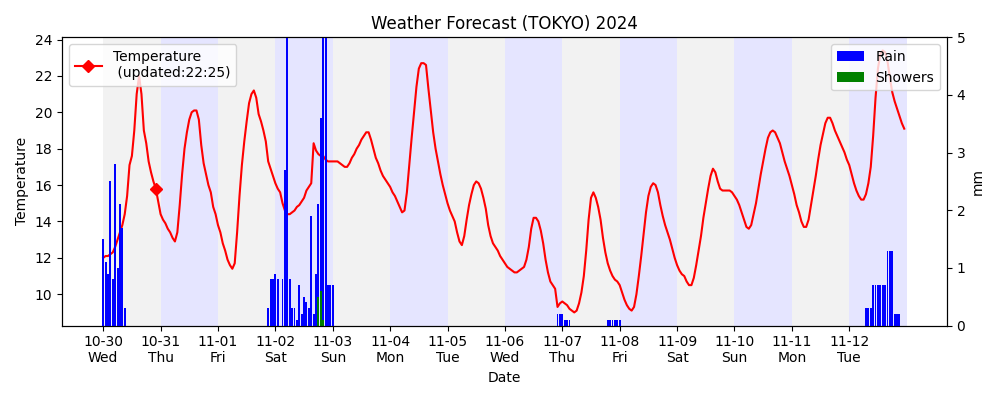 Weather Forecast (TOKYO) 2024
Temperature
(updated:22:25)
Rain
Showers
24
22
20
18
16
14
12
10
Temperature
5
4
3
2
1
0
mm
10-30 10-31 11-01 11-02 11-03 11-04 11-05 11-06 11-07 11-08 11-09 11-10 11-11 11-12
Wed Thu Fri Sat Sun Mon Tue Wed Thu Fri Sat Sun Mon Tue
Date